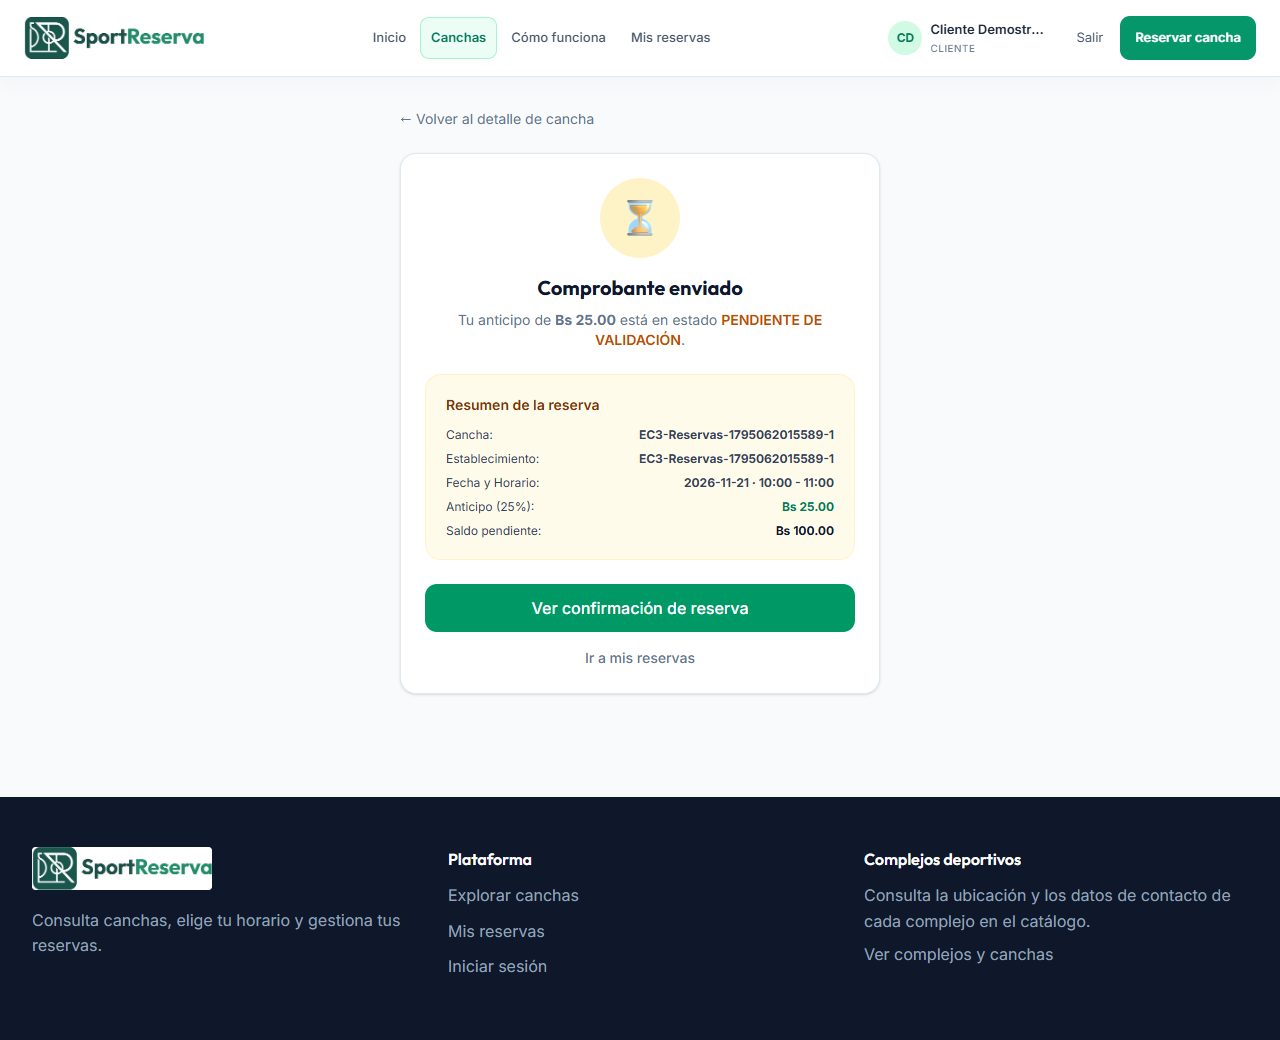 SportReserva
Inicio
Canchas
Cómo funciona
Mis reservas
CD
Cliente Demostr...
CLIENTE
Salir
Reservar cancha
← Volver al detalle de cancha
Comprobante enviado
Tu anticipo de Bs 25.00 está en estado PENDIENTE DE
VALIDACIÓN.
Resumen de la reserva
Cancha: EC3-Reservas-1795062015589-1
Establecimiento: EC3-Reservas-1795062015589-1
Fecha y Horario: 2026-11-21 · 10:00 - 11:00
Anticipo (25%): Bs 25.00
Saldo pendiente: Bs 100.00
Ver confirmación de reserva
Ir a mis reservas
SportReserva
Consulta canchas, elige tu horario y gestiona tus
reservas.
Plataforma
Explorar canchas
Mis reservas
Iniciar sesión
Complejos deportivos
Consulta la ubicación y los datos de contacto de
cada complejo en el catálogo.
Ver complejos y canchas